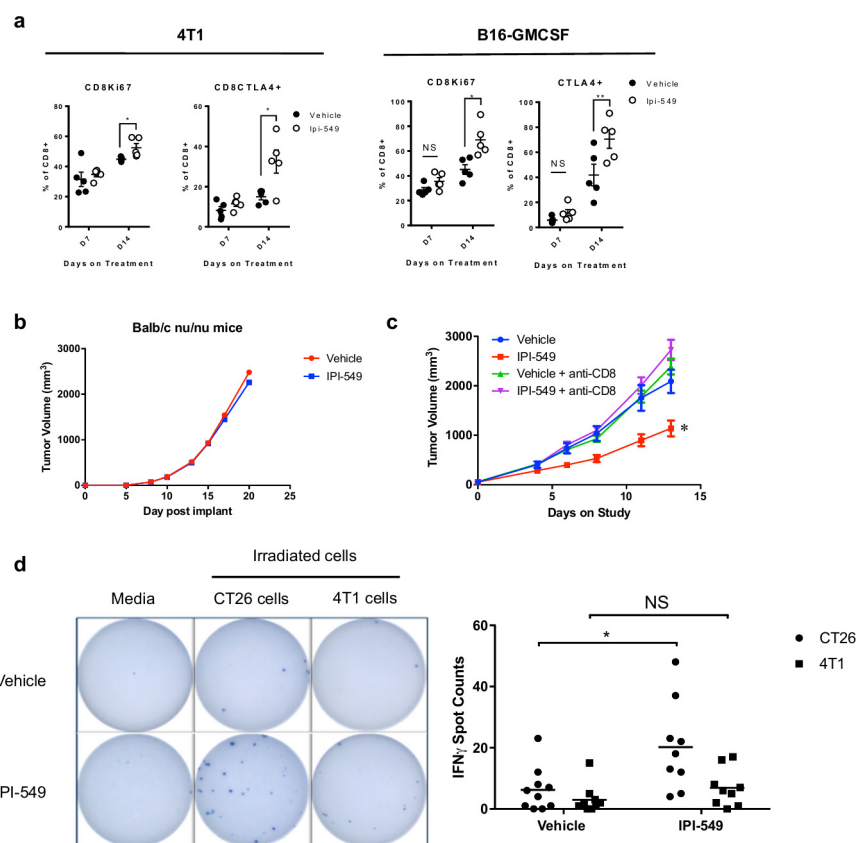 a
4T1
B16-GMCSF
CD8Ki67
CD8CTLA4+
CD8Ki67
CTLA4+
Vehicle
Ipi-549
Vehicle
Ipi-549
% of CD8+
80
60
40
20
0
*
D7
D14
Days on Treatment
% of CD8+
60
40
20
0
*
D7
D14
Days on Treatment
% of CD8+
100
80
60
40
20
0
NS
*
D7
D14
Days on Treatment
% of CD8+
100
80
60
40
20
0
NS
**
D7
D14
Days on Treatment
b
Balb/c nu/nu mice
Tumor Volume (mm3)
3000
2000
1000
0
0 5 10 15 20 25
Day post implant
Vehicle
IPI-549
c
Tumor Volume (mm3)
3000
2000
1000
0
0 5 10 15
Days on Study
Vehicle
IPI-549
Vehicle + anti-CD8
IPI-549 + anti-CD8
*
d
Irradiated cells
Media CT26 cells 4T1 cells
ehicle
PI-549
IFNγ Spot Counts
60
40
20
0
NS
*
Vehicle IPI-549
CT26
4T1